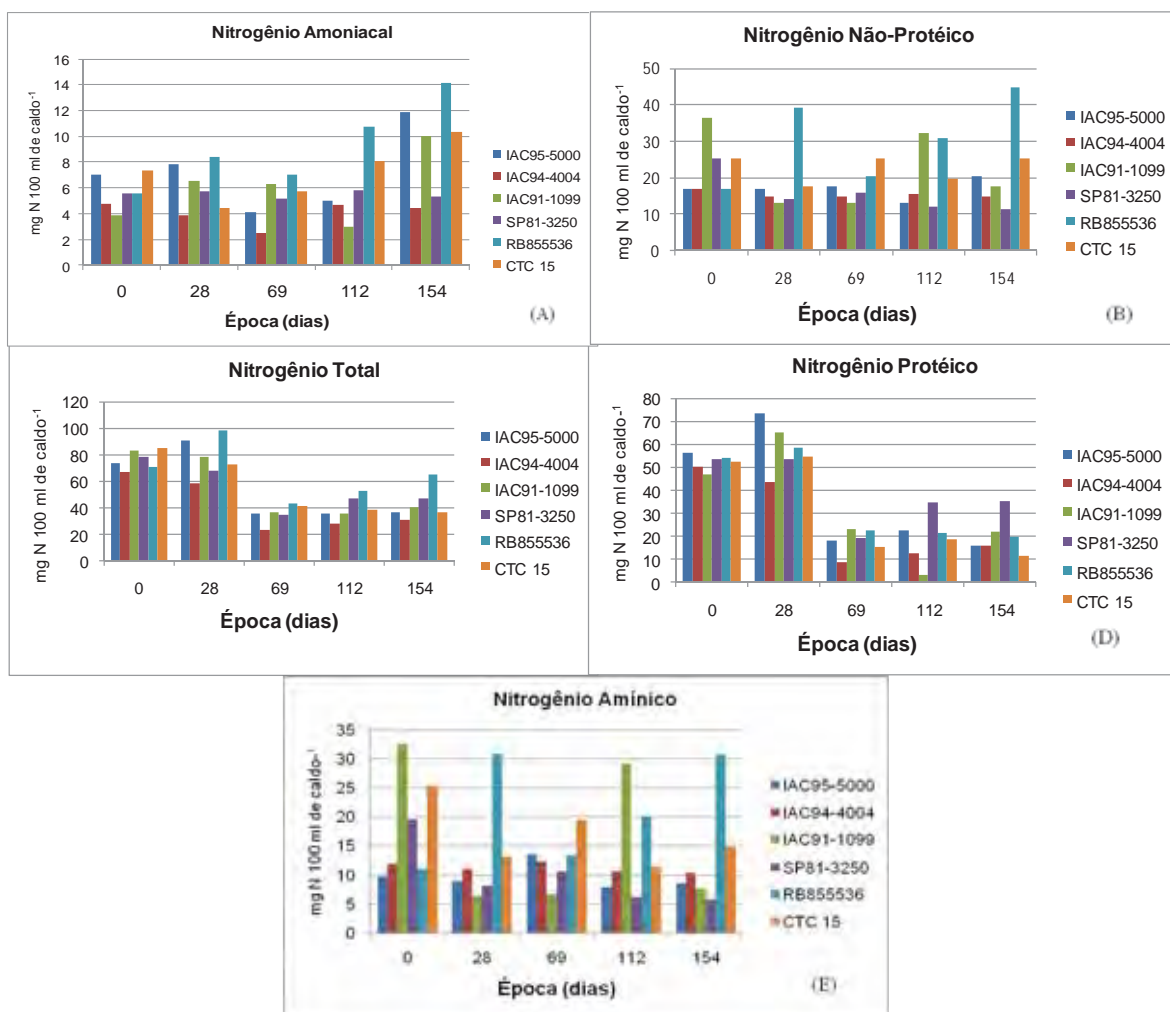 Nitrogênio Amoniacal
mg N 100 ml de caldo-1
16
14
12
10
8
6
4
2
0
0 28 69 112 154
Época (dias)
IAC95-5000
IAC94-4004
IAC91-1099
SP81-3250
RB855536
CTC 15
(A)
Nitrogênio Não-Protéico
mg N 100 ml de caldo-1
50
40
30
20
10
0
0 28 69 112 154
Época (dias)
IAC95-5000
IAC94-4004
IAC91-1099
SP81-3250
RB855536
CTC 15
(B)
Nitrogênio Total
mg N 100 ml de caldo-1
120
100
80
60
40
20
0
0 28 69 112 154
Época (dias)
IAC95-5000
IAC94-4004
IAC91-1099
SP81-3250
RB855536
CTC 15
Nitrogênio Protéico
mg N 100 ml de caldo-1
80
70
60
50
40
30
20
10
0
0 28 69 112 154
Época (dias)
IAC95-5000
IAC94-4004
IAC91-1099
SP81-3250
RB855536
CTC 15
(D)
Nitrogênio Amínico
mg N 100 ml de caldo-1
35
30
25
20
15
10
5
0
0 28 69 112 154
Época (dias)
IAC95-5000
IAC94-4004
IAC91-1099
SP81-3250
RB855536
CTC 15
(E)